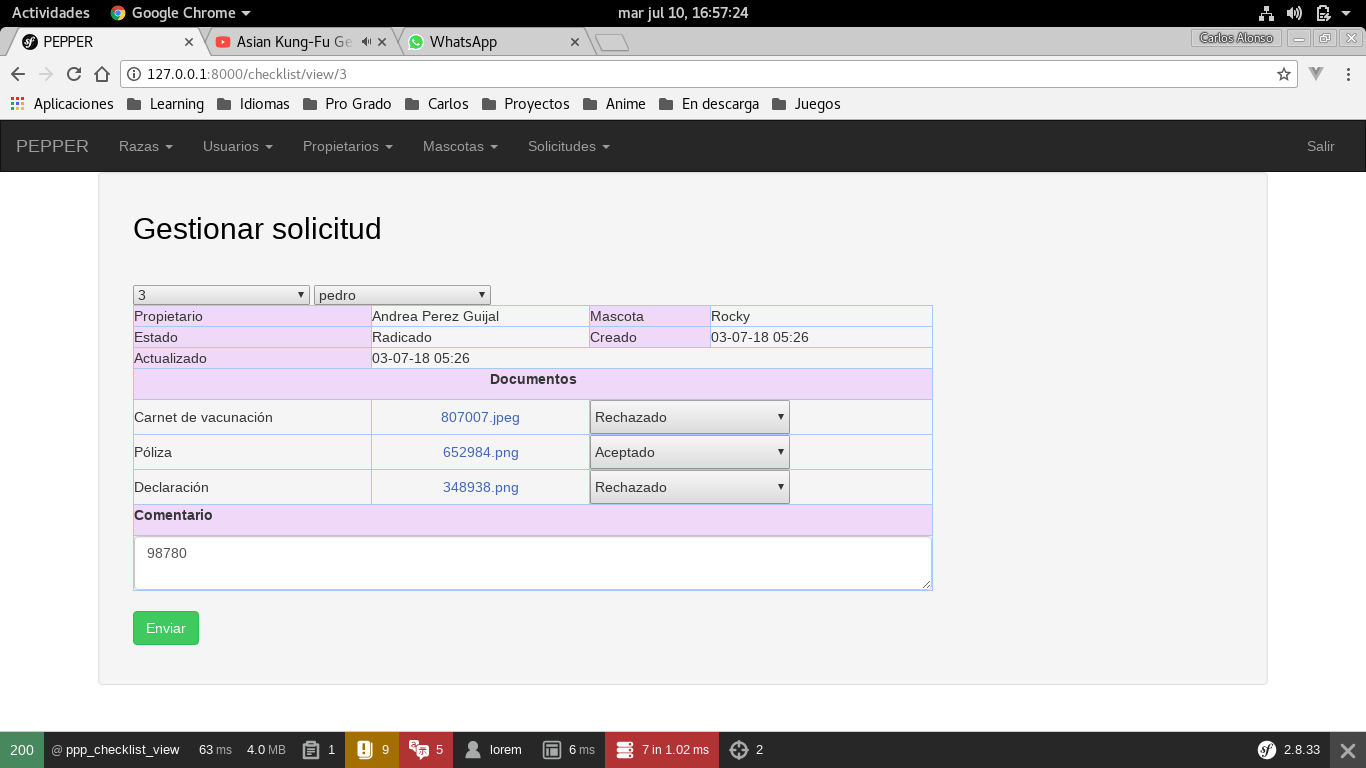 Actividades Google Chrome mar jul 10, 16:57:24
PEPPER Asian Kung-Fu Ge WhatsApp Carlos Alonso
127.0.0.1:8000/checklist/view/3
Aplicaciones Learning Idiomas Pro Grado Carlos Proyectos Anime En descarga Juegos
PEPPER Razas Usuarios Propietarios Mascotas Solicitudes Salir
Gestionar solicitud
3 pedro
Propietario Andrea Perez Guijal Mascota Rocky
Estado Radicado Creado 03-07-18 05:26
Actualizado 03-07-18 05:26
Documentos
Carnet de vacunación 807007.jpeg Rechazado
Póliza 652984.png Aceptado
Declaración 348938.png Rechazado
Comentario
98780
Enviar
200 @ ppp_checklist_view 63 ms 4.0 MB 1 9 5 lorem 6 ms 7 in 1.02 ms 2 2.8.33